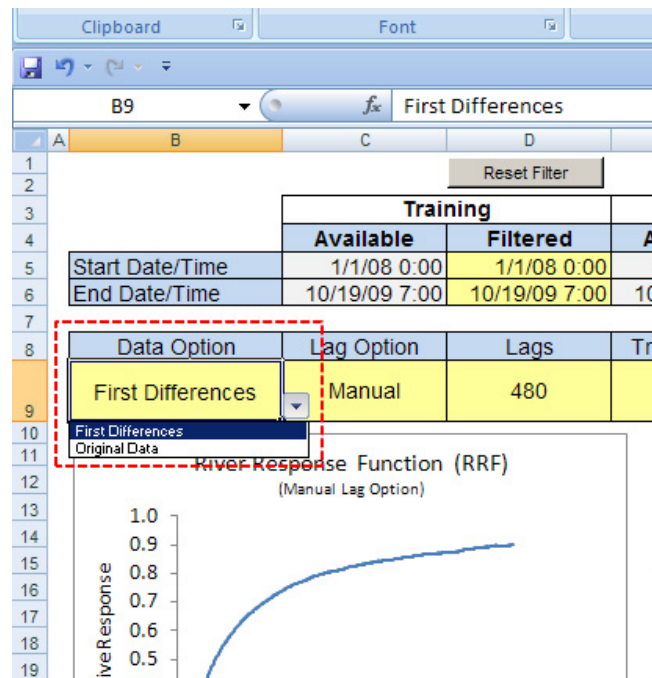 Clipboard Font
B9 fx First Differences
A B C D
1 Reset Filter
2
3 Training
4 Available Filtered A
5 Start Date/Time 1/1/08 0:00 1/1/08 0:00
6 End Date/Time 10/19/09 7:00 10/19/09 7:00 10
7
8 Data Option Lag Option Lags Tr
9 First Differences Manual 480
10 First Differences
11 Original Data River Response Function (RRF)
12 (Manual Lag Option)
13 1.0
14 0.9
15 0.8
16 0.7
17 0.6
18 0.5
19
ive Response